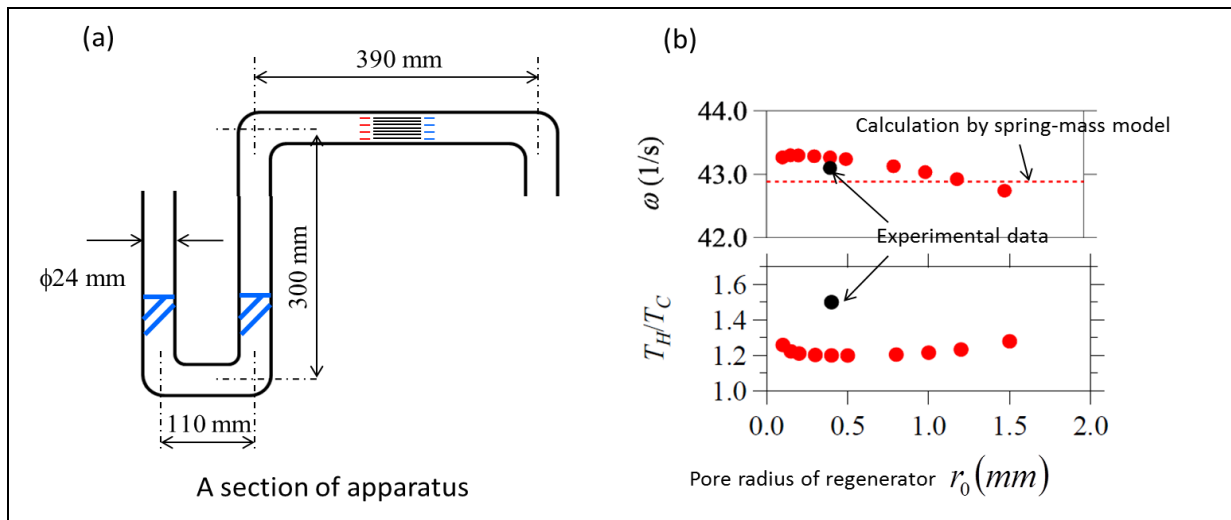 (a)
390 mm
300 mm
ϕ24 mm
110 mm
A section of apparatus
(b)
44.0
43.0
42.0
ω (1/s)
Calculation by spring-mass model
Experimental data
1.6
1.4
1.2
1.0
T_H/T_C
0.0 0.5 1.0 1.5 2.0
Pore radius of regenerator r_0(mm)